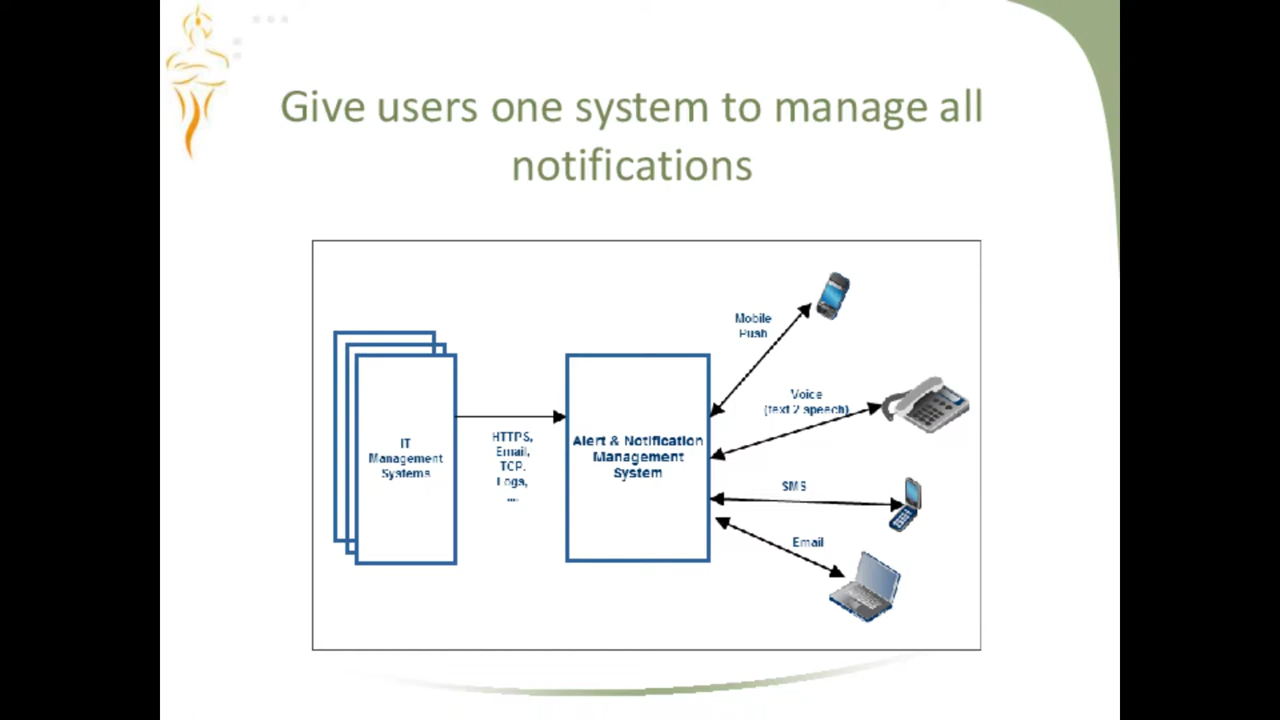 Give users one system to manage all
notifications
Mobile
Push
Voice
(text 2 speech)
IT
Management
Systems
HTTPS,
Email,
TCP,
Logs,
....
Alert & Notification
Management
System
SMS
Email